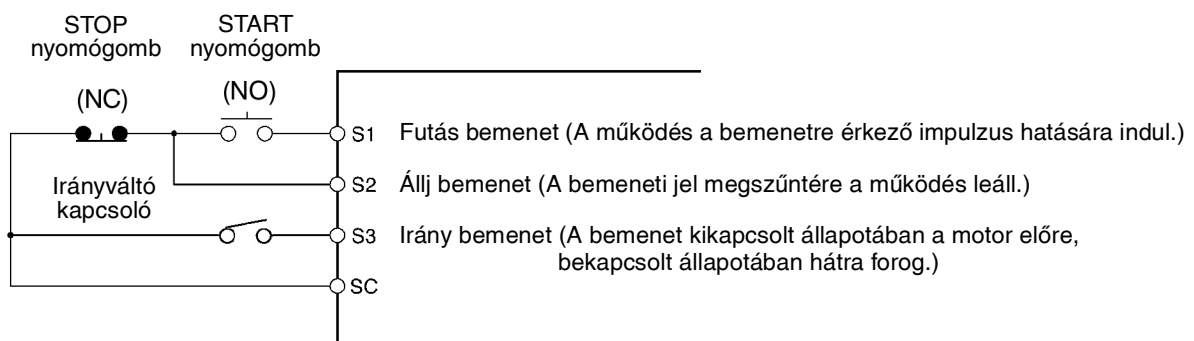 STOP
nyomógomb
START
nyomógomb
(NC)
(NO)
S1 Futás bemenet (A működés a bemenetre érkező impulzus hatására indul.)
Irányváltó
kapcsoló
S2 Állj bemenet (A bemeneti jel megszűntére a működés leáll.)
S3 Irány bemenet (A bemenet kikapcsolt állapotában a motor előre,
bekapcsolt állapotában hátra forog.)
SC